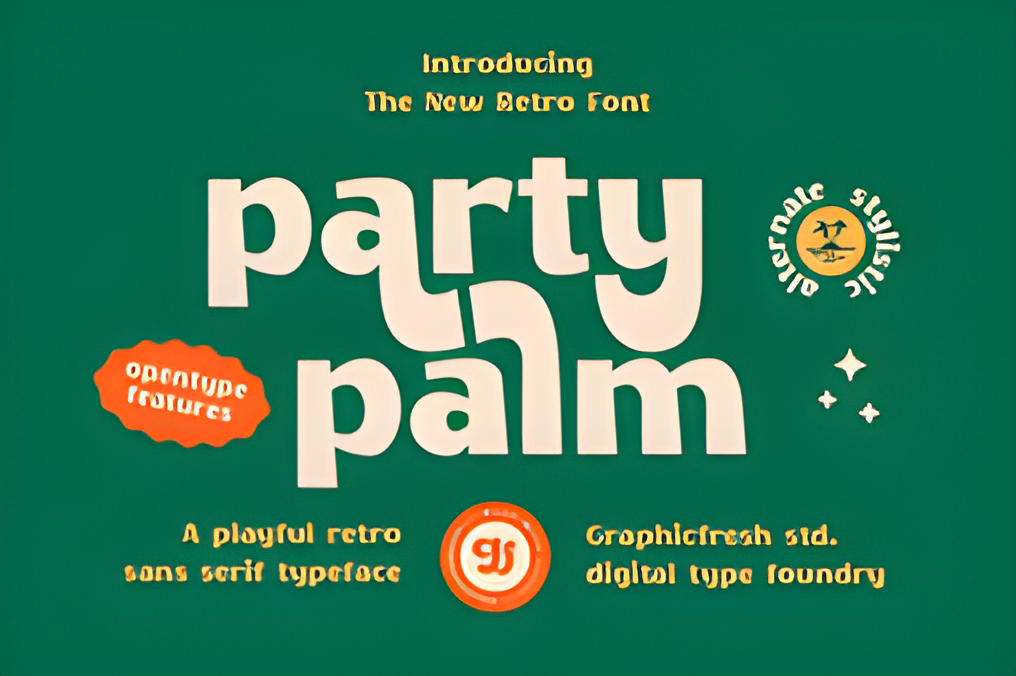 Introducing
The New Retro Font
party
palm
alternate stylistic
opentype
features
A playful retro
sans serif typeface
gf
Graphicfresh std.
digital type foundry